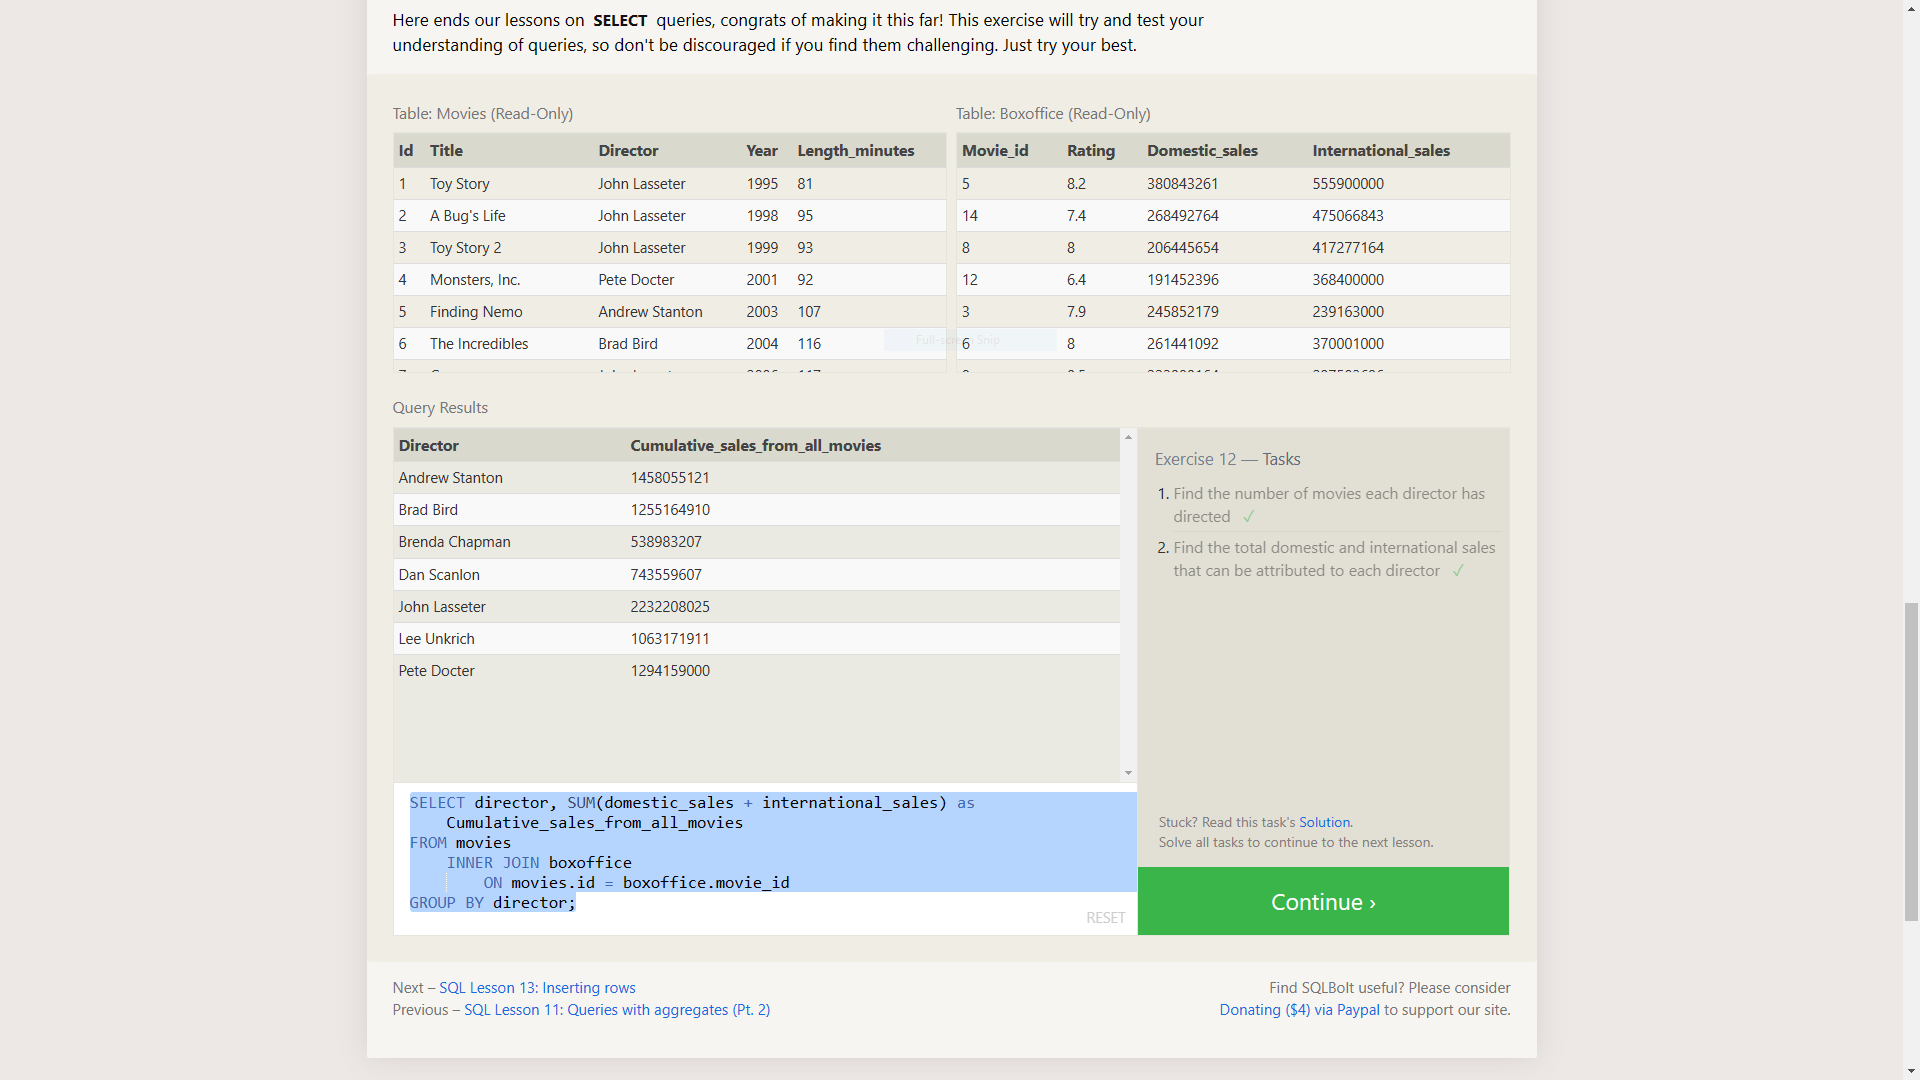 Here ends our lessons on SELECT queries, congrats of making it this far! This exercise will try and test your
understanding of queries, so don't be discouraged if you find them challenging. Just try your best.
Table: Movies (Read-Only)
Id Title Director Year Length_minutes
1 Toy Story John Lasseter 1995 81
2 A Bug's Life John Lasseter 1998 95
3 Toy Story 2 John Lasseter 1999 93
4 Monsters, Inc. Pete Docter 2001 92
5 Finding Nemo Andrew Stanton 2003 107
6 The Incredibles Brad Bird 2004 116
Table: Boxoffice (Read-Only)
Movie_id Rating Domestic_sales International_sales
5 8.2 380843261 555900000
14 7.4 268492764 475066843
8 8 206445654 417277164
12 6.4 191452396 368400000
3 7.9 245852179 239163000
6 8 261441092 370001000
Full-screen Snip
Query Results
Director Cumulative_sales_from_all_movies
Andrew Stanton 1458055121
Brad Bird 1255164910
Brenda Chapman 538983207
Dan Scanlon 743559607
John Lasseter 2232208025
Lee Unkrich 1063171911
Pete Docter 1294159000
Exercise 12 — Tasks
1. Find the number of movies each director has
directed ✓
2. Find the total domestic and international sales
that can be attributed to each director ✓
SELECT director, SUM(domestic_sales + international_sales) as
Cumulative_sales_from_all_movies
FROM movies
INNER JOIN boxoffice
ON movies.id = boxoffice.movie_id
GROUP BY director;
RESET
Stuck? Read this task's Solution.
Solve all tasks to continue to the next lesson.
Continue ›
Next – SQL Lesson 13: Inserting rows
Previous – SQL Lesson 11: Queries with aggregates (Pt. 2)
Find SQLBolt useful? Please consider
Donating ($4) via Paypal to support our site.